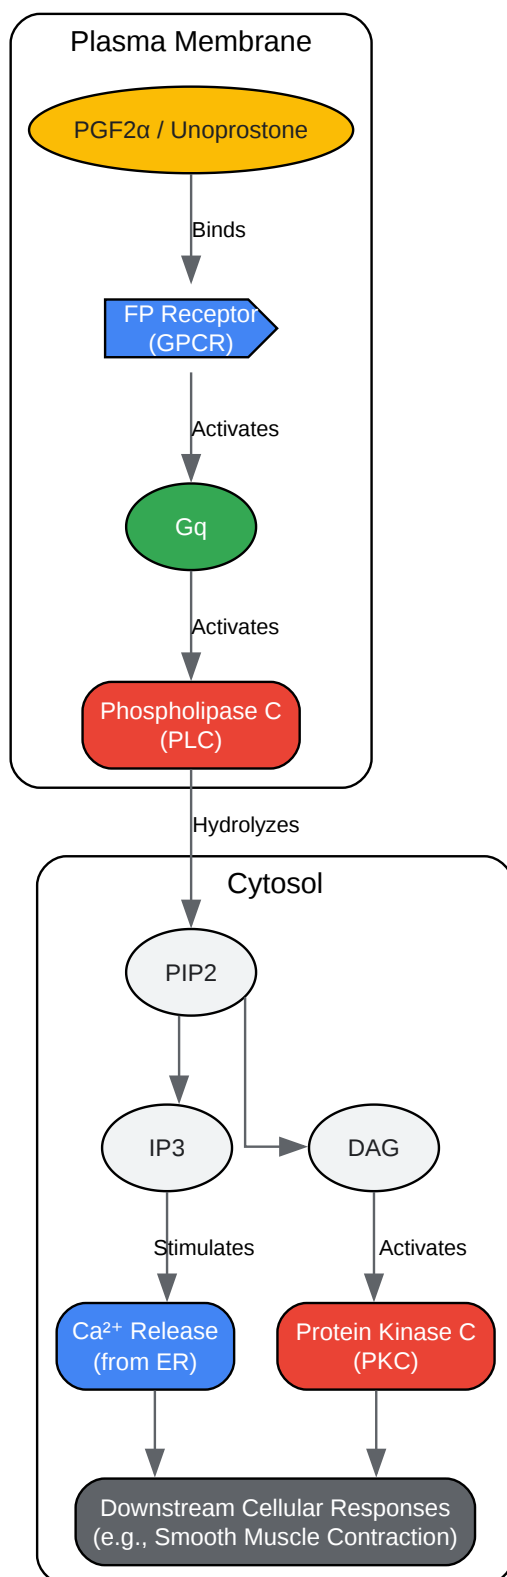 Plasma Membrane
PGF2α / Unoprostone
Binds
FP Receptor
(GPCR)
Activates
Gq
Activates
Phospholipase C
(PLC)
Hydrolyzes
Cytosol
PIP2
IP3
DAG
Stimulates
Activates
Ca²⁺ Release
(from ER)
Protein Kinase C
(PKC)
Downstream Cellular Responses
(e.g., Smooth Muscle Contraction)